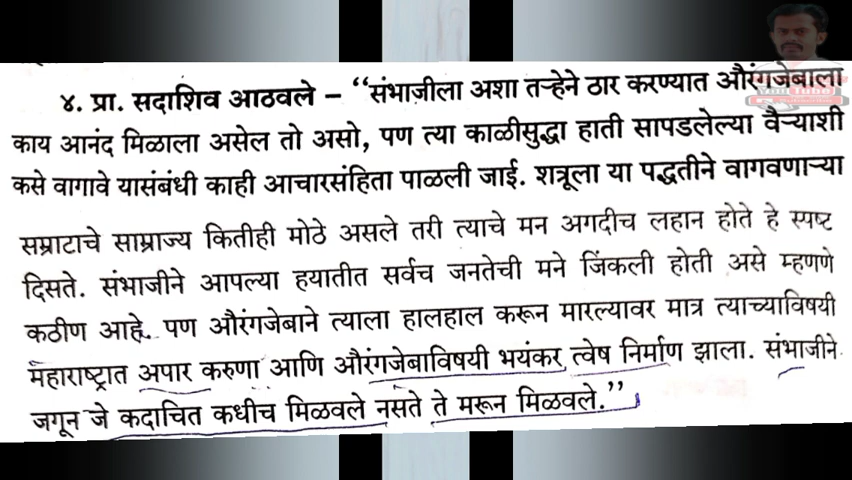 ४. प्रा. सदाशिव आठवले – “संभाजीला अशा तऱ्हेने ठार करण्यात औरंगजेबाला
काय आनंद मिळाला असेल तो असो, पण त्या काळीसुद्धा हाती सापडलेल्या वैऱ्याशी
कसे वागावे यासंबंधी काही आचारसंहिता पाळली जाई. शत्रूला या पद्धतीने वागवणाऱ्या
सम्राटाचे साम्राज्य कितीही मोठे असले तरी त्याचे मन अगदीच लहान होते हे स्पष्ट
दिसते. संभाजीने आपल्या हयातीत सर्वच जनतेची मने जिंकली होती असे म्हणणे
कठीण आहे. पण औरंगजेबाने त्याला हालहाल करून मारल्यावर मात्र त्याच्याविषयी
महाराष्ट्रात अपार करुणा आणि औरंगजेबाविषयी भयंकर त्वेष निर्माण झाला. संभाजीने
जगून जे कदाचित कधीच मिळवले नसते ते मरून मिळवले.”